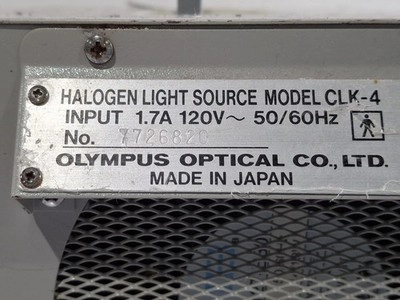 HALOGEN LIGHT SOURCE MODEL CLK-4
INPUT 1.7A 120V~ 50/60Hz
No.
OLYMPUS OPTICAL CO., LTD.
MADE IN JAPAN